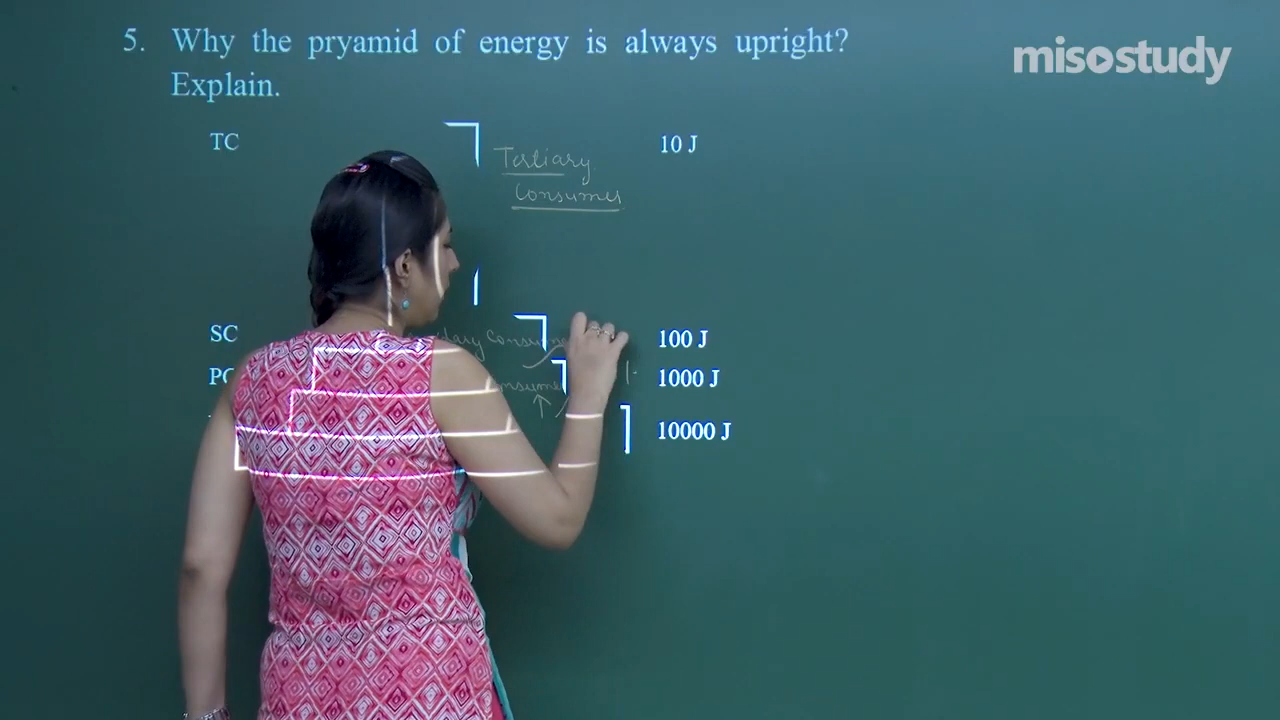 5. Why the pryamid of energy is always upright?
Explain.
misostudy
TC
10 J
Tertiary
Consumer
SC
100 J
1000 J
10000 J